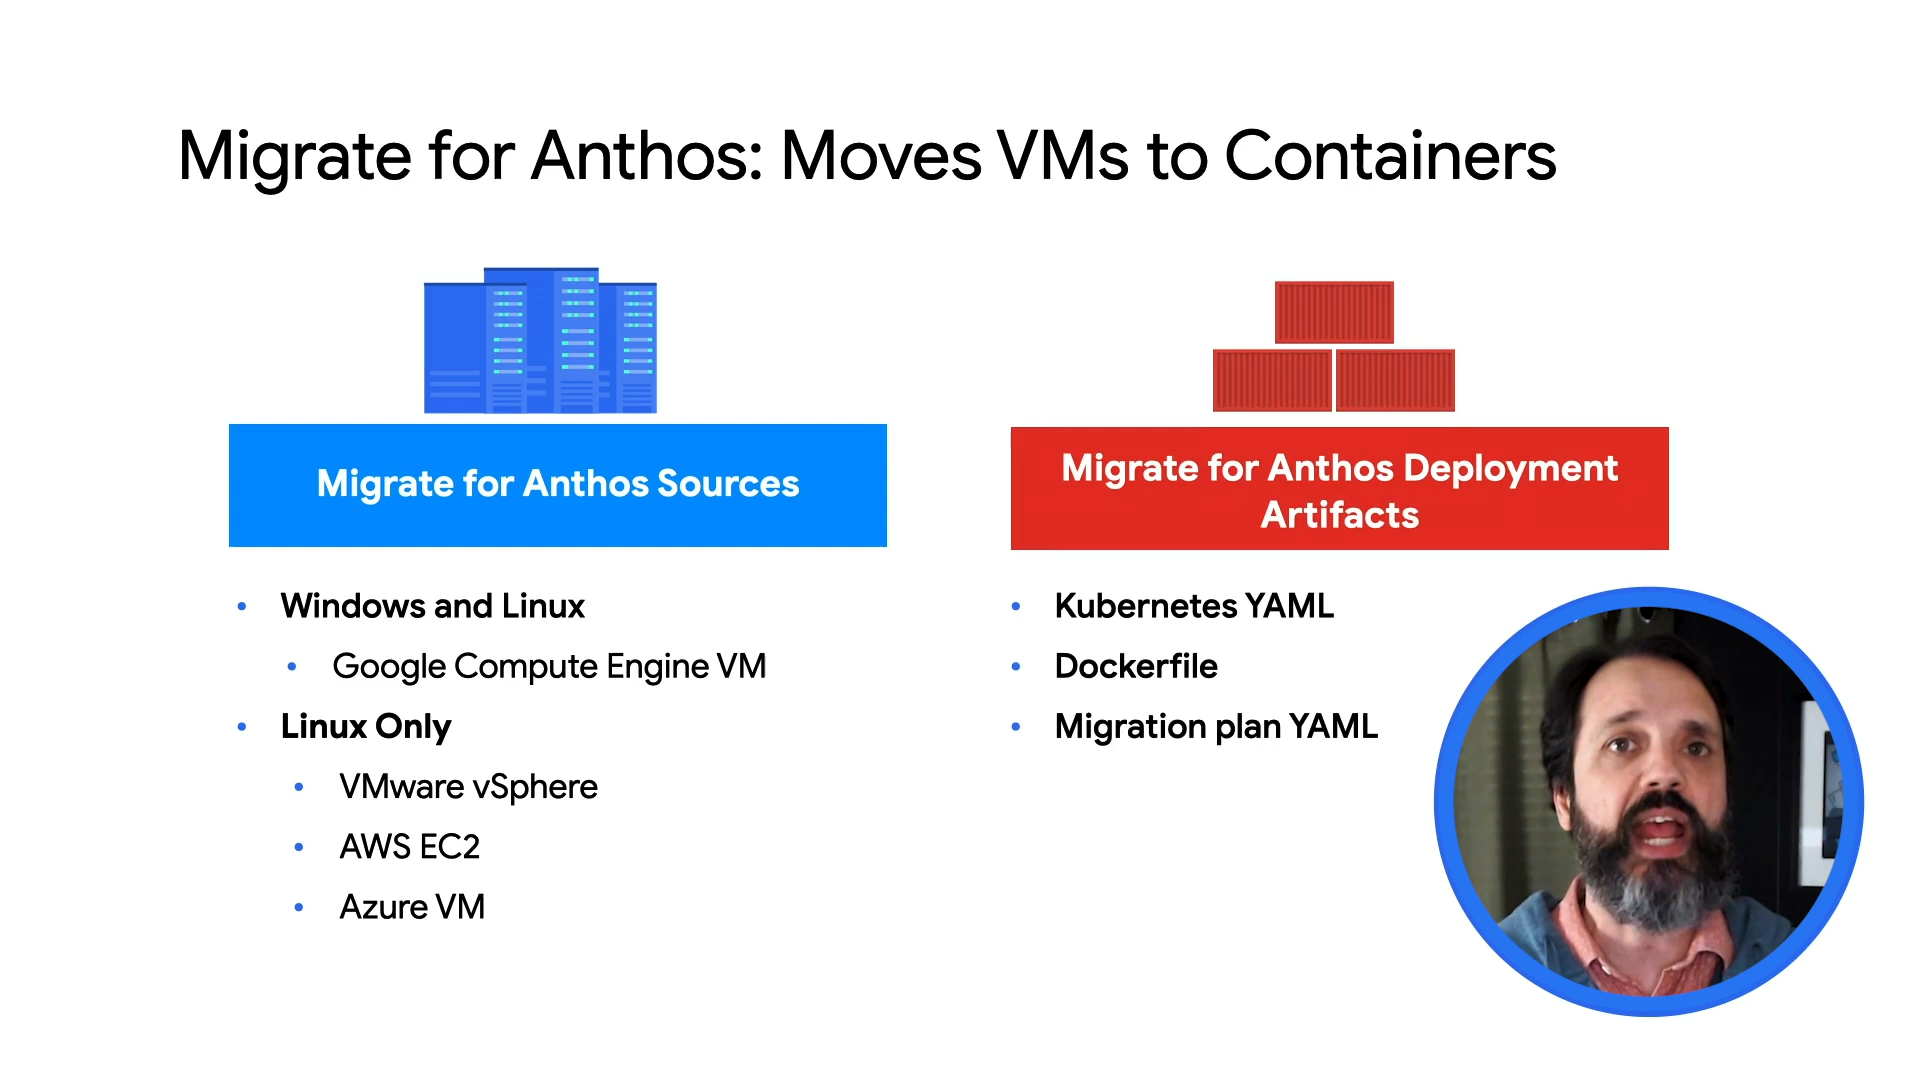 Migrate for Anthos: Moves VMs to Containers
Migrate for Anthos Sources
Windows and Linux
Google Compute Engine VM
Linux Only
VMware vSphere
AWS EC2
Azure VM
Migrate for Anthos Deployment
Artifacts
Kubernetes YAML
Dockerfile
Migration plan YAML